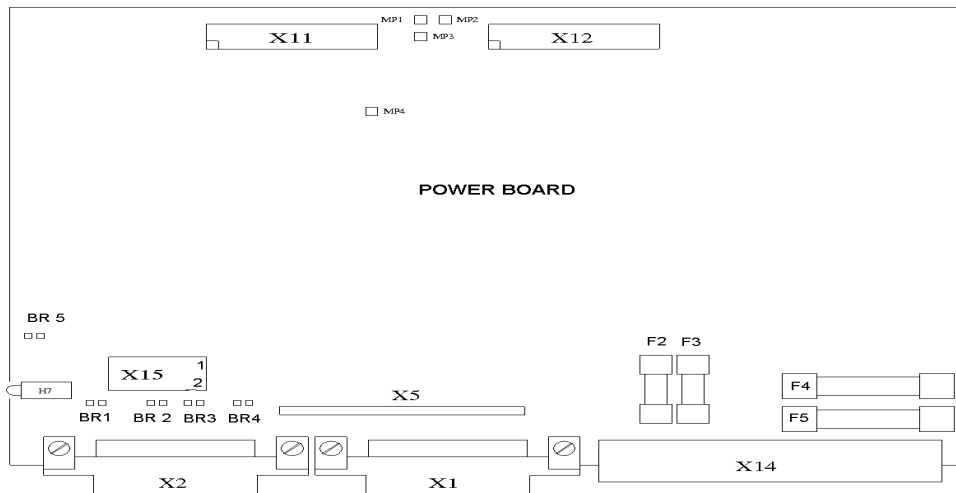 MP1 MP2
X11 MP3 X12
MP4
POWER BOARD
BR 5
F2 F3
1
X15 2
H7
X5
F4
BR1 BR 2 BR3 BR4
F5
X2 X1 X14